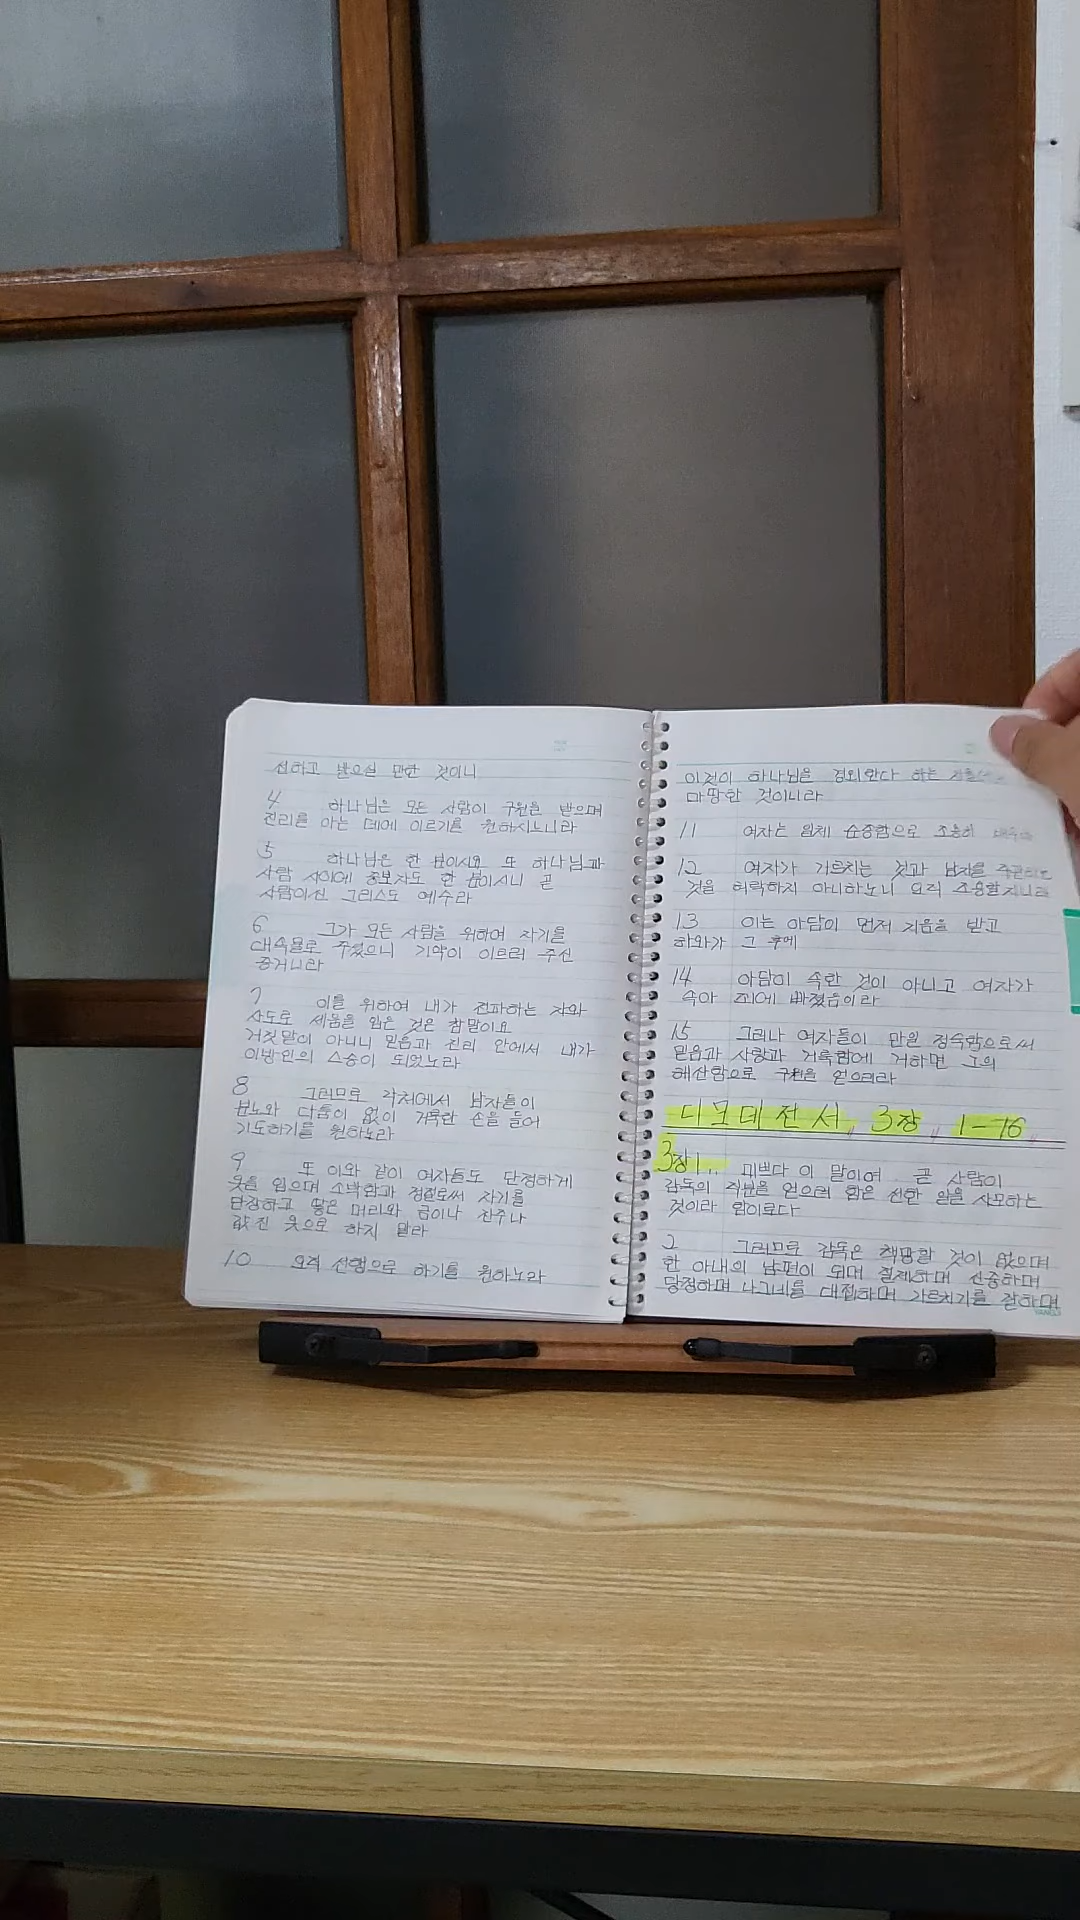 선하고 받으실 만한 것이니
4 하나님은 모든 사람이 구원을 받으며
진리를 아는 데에 이르기를 원하시느니라
5 하나님은 한 분이시요 또 하나님과
사람 사이에 중보자도 한 분이시니 곧
사람이신 그리스도 예수라
6 그가 모든 사람을 위하여 자기를
대속물로 주셨으니 기약이 이르러 주신
증거니라
7 이를 위하여 내가 전파하는 자와
사도로 세움을 입은 것은 참말이요
거짓말이 아니니 믿음과 진리 안에서 내가
이방인의 스승이 되었노라
8 그러므로 각처에서 남자들이
분노와 다툼이 없이 거룩한 손을 들어
기도하기를 원하노라
9 또 이와 같이 여자들도 단정하게
옷을 입으며 소박함과 정절로써 자기를
단장하고 땋은 머리와 금이나 진주나
값진 옷으로 하지 말라
10 오직 선행으로 하기를 원하노라
이것이 하나님을 경외한다 하는
마땅한 것이니라
11 여자는 일체 순종함으로 조용히
12 여자가 가르치는 것과 남자를
것을 허락하지 아니하노니 오직 조용할지니라
13 이는 아담이 먼저 지음을 받고
하와가 그 후에
14 아담이 속한 것이 아니고 여자가
속아 죄에 빠졌음이라
15 그러나 여자들이 만일 정숙함으로써
믿음과 사랑과 거룩함에 거하면 그의
해산함으로 구원을 얻으리라
디모데전서, 3장, 1-16
3장1.. 미쁘다 이 말이여 곧 사람이
감독의 직분을 얻으려 함은 선한 일을 사모하는
것이라 함이로다
2 그러므로 감독은 책망할 것이 없으며
한 아내의 남편이 되며 절제하며 신중하며
단정하며 나그네를 대접하며 가르치기를 잘하며